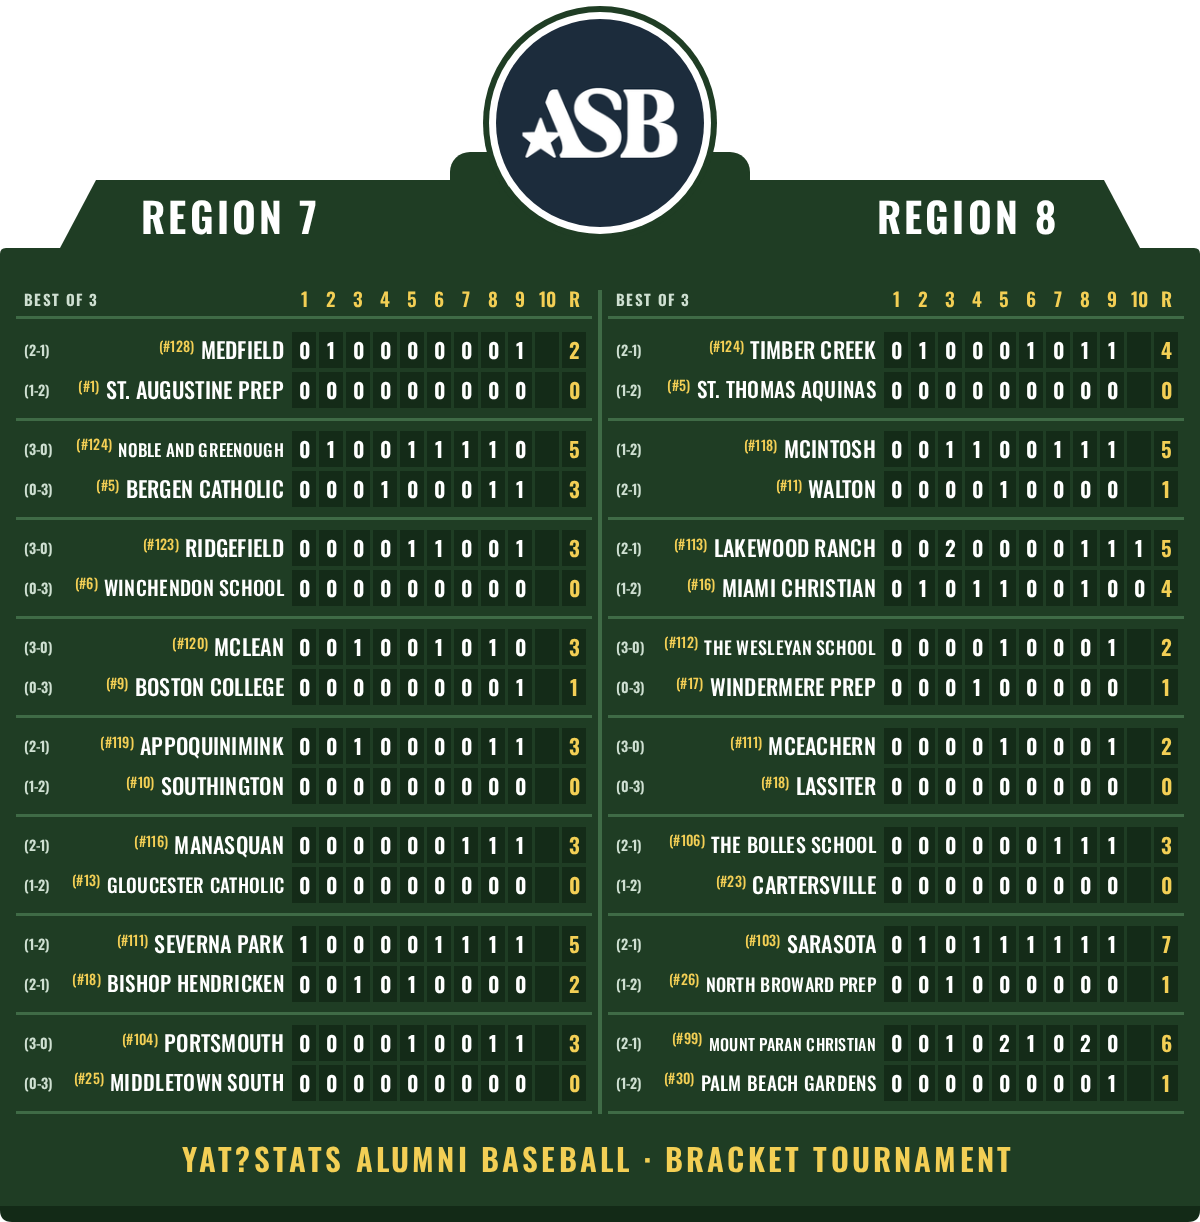 ASB
REGION 7
REGION 8
BEST OF 3 1 2 3 4 5 6 7 8 9 10 R
(2-1) (#128) MEDFIELD 0 1 0 0 0 0 0 0 1 2
(1-2) (#1) ST. AUGUSTINE PREP 0 0 0 0 0 0 0 0 0 0
(3-0) (#124) NOBLE AND GREENOUGH 0 1 0 0 1 1 1 1 0 5
(0-3) (#5) BERGEN CATHOLIC 0 0 0 1 0 0 0 1 1 3
(3-0) (#123) RIDGEFIELD 0 0 0 0 1 1 0 0 1 3
(0-3) (#6) WINCHENDON SCHOOL 0 0 0 0 0 0 0 0 0 0
(3-0) (#120) MCLEAN 0 0 1 0 0 1 0 1 0 3
(0-3) (#9) BOSTON COLLEGE 0 0 0 0 0 0 0 0 1 1
(2-1) (#119) APPOQUINIMINK 0 0 1 0 0 0 0 1 1 3
(1-2) (#10) SOUTHINGTON 0 0 0 0 0 0 0 0 0 0
(2-1) (#116) MANASQUAN 0 0 0 0 0 0 1 1 1 3
(1-2) (#13) GLOUCESTER CATHOLIC 0 0 0 0 0 0 0 0 0 0
(1-2) (#111) SEVERNA PARK 1 0 0 0 0 1 1 1 1 5
(2-1) (#18) BISHOP HENDRICKEN 0 0 1 0 1 0 0 0 0 2
(3-0) (#104) PORTSMOUTH 0 0 0 0 1 0 0 1 1 3
(0-3) (#25) MIDDLETOWN SOUTH 0 0 0 0 0 0 0 0 0 0
BEST OF 3 1 2 3 4 5 6 7 8 9 10 R
(2-1) (#124) TIMBER CREEK 0 1 0 0 0 1 0 1 1 4
(1-2) (#5) ST. THOMAS AQUINAS 0 0 0 0 0 0 0 0 0 0
(1-2) (#118) MCINTOSH 0 0 1 1 0 0 1 1 1 5
(2-1) (#11) WALTON 0 0 0 0 1 0 0 0 0 1
(2-1) (#113) LAKEWOOD RANCH 0 0 2 0 0 0 0 1 1 1 5
(1-2) (#16) MIAMI CHRISTIAN 0 1 0 1 1 0 0 1 0 0 4
(3-0) (#112) THE WESLEYAN SCHOOL 0 0 0 0 1 0 0 0 1 2
(0-3) (#17) WINDERMERE PREP 0 0 0 1 0 0 0 0 0 1
(3-0) (#111) MCEACHERN 0 0 0 0 1 0 0 0 1 2
(0-3) (#18) LASSITER 0 0 0 0 0 0 0 0 0 0
(2-1) (#106) THE BOLLES SCHOOL 0 0 0 0 0 0 1 1 1 3
(1-2) (#23) CARTERSVILLE 0 0 0 0 0 0 0 0 0 0
(2-1) (#103) SARASOTA 0 1 0 1 1 1 1 1 1 7
(1-2) (#26) NORTH BROWARD PREP 0 0 1 0 0 0 0 0 0 1
(2-1) (#99) MOUNT PARAN CHRISTIAN 0 0 1 0 2 1 0 2 0 6
(1-2) (#30) PALM BEACH GARDENS 0 0 0 0 0 0 0 0 1 1
YAT?STATS ALUMNI BASEBALL · BRACKET TOURNAMENT